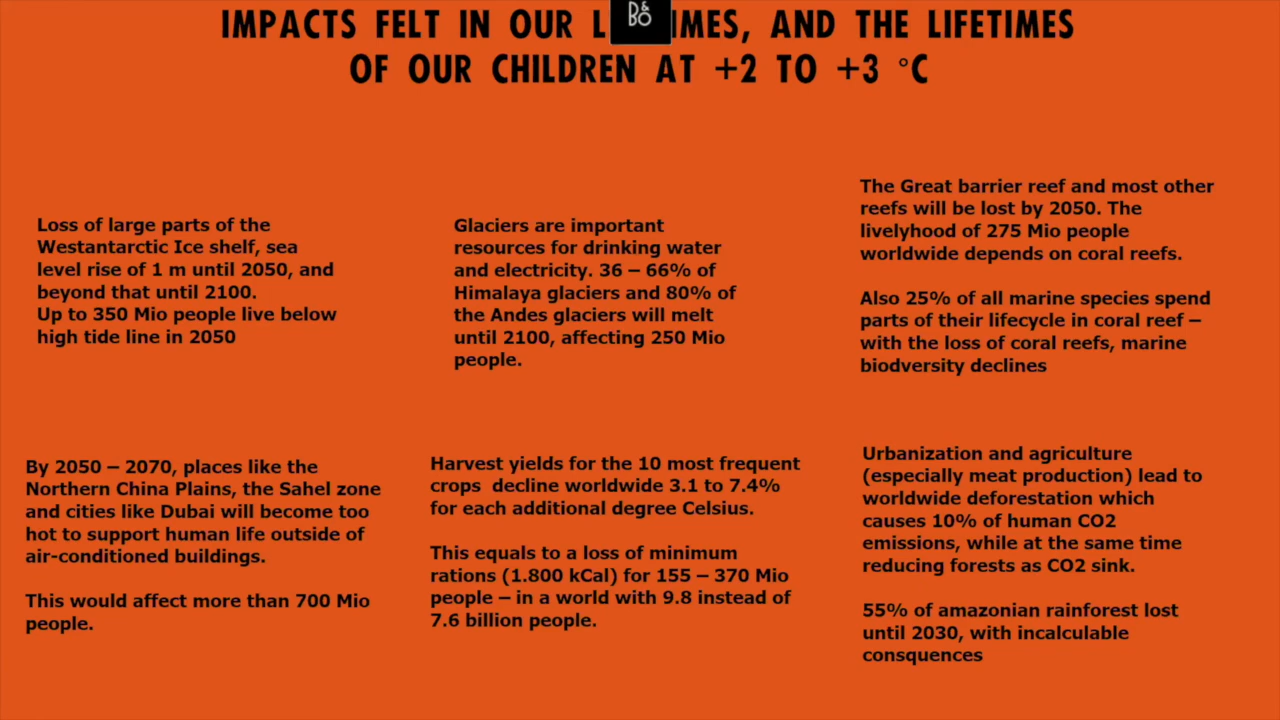 IMPACTS FELT IN OUR L IMES, AND THE LIFETIMES
OF OUR CHILDREN AT +2 TO +3 °C
B&O
Loss of large parts of the
Westantarctic Ice shelf, sea
level rise of 1 m until 2050, and
beyond that until 2100.
Up to 350 Mio people live below
high tide line in 2050
Glaciers are important
resources for drinking water
and electricity. 36 – 66% of
Himalaya glaciers and 80% of
the Andes glaciers will melt
until 2100, affecting 250 Mio
people.
The Great barrier reef and most other
reefs will be lost by 2050. The
livelyhood of 275 Mio people
worldwide depends on coral reefs.
Also 25% of all marine species spend
parts of their lifecycle in coral reef –
with the loss of coral reefs, marine
biodversity declines
By 2050 – 2070, places like the
Northern China Plains, the Sahel zone
and cities like Dubai will become too
hot to support human life outside of
air-conditioned buildings.
This would affect more than 700 Mio
people.
Harvest yields for the 10 most frequent
crops decline worldwide 3.1 to 7.4%
for each additional degree Celsius.
This equals to a loss of minimum
rations (1.800 kCal) for 155 – 370 Mio
people – in a world with 9.8 instead of
7.6 billion people.
Urbanization and agriculture
(especially meat production) lead to
worldwide deforestation which
causes 10% of human CO2
emissions, while at the same time
reducing forests as CO2 sink.
55% of amazonian rainforest lost
until 2030, with incalculable
consquences